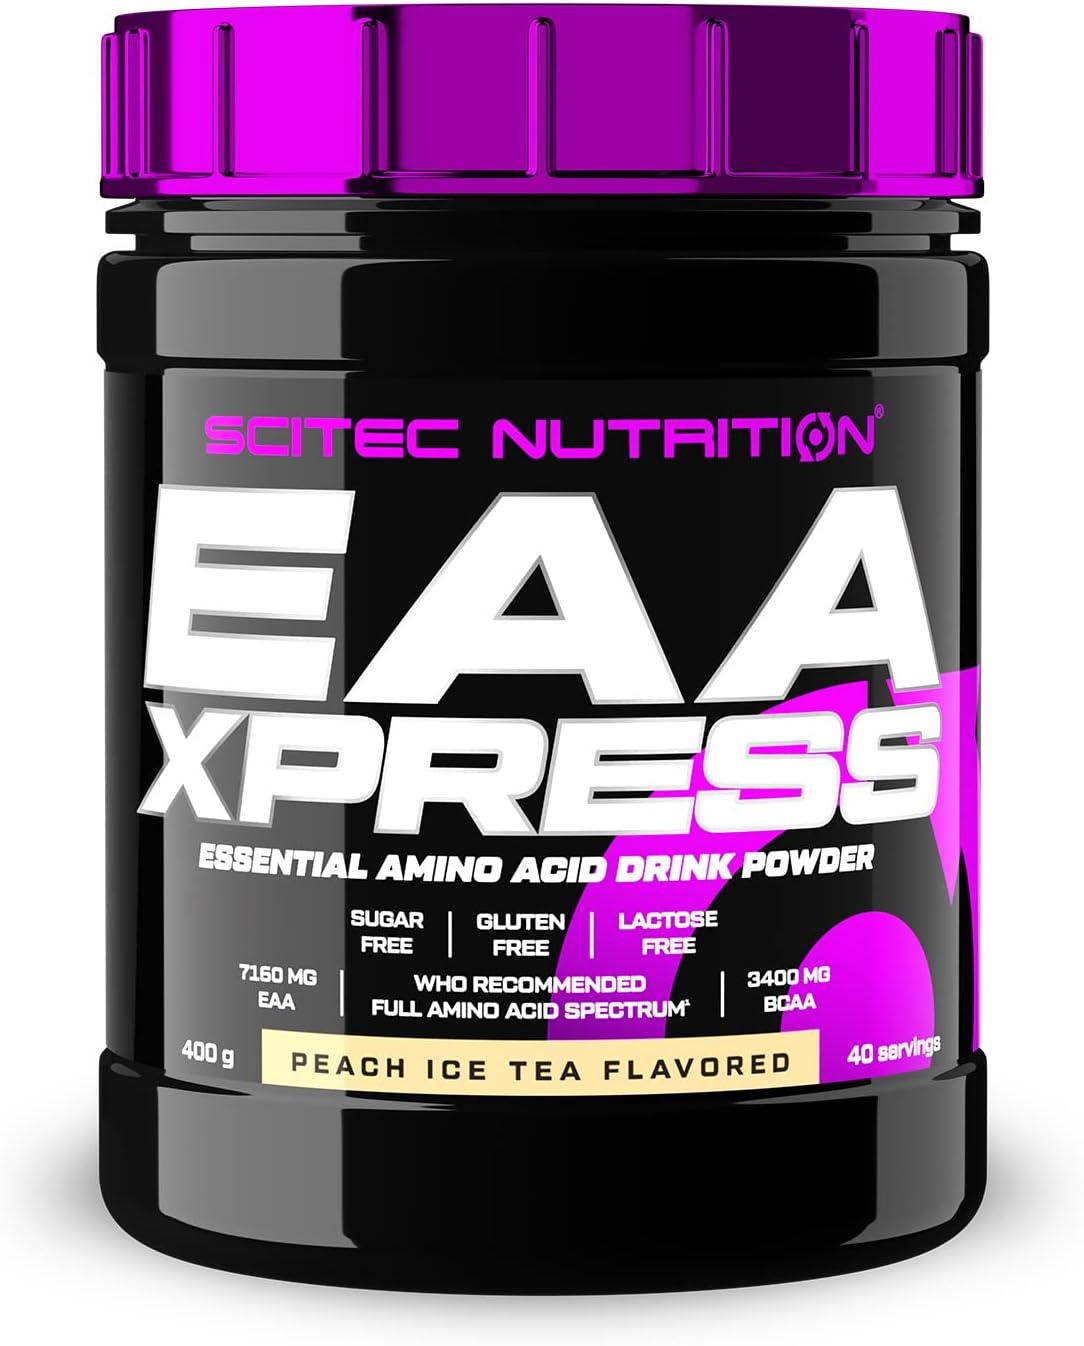 SCITEC NUTRITION®
EAA
XPRESS
ESSENTIAL AMINO ACID DRINK POWDER
SUGAR FREE | GLUTEN FREE | LACTOSE FREE
7160 MG EAA | WHO RECOMMENDED FULL AMINO ACID SPECTRUM¹ | 3400 MG BCAA
400 g
PEACH ICE TEA FLAVORED
40 servings